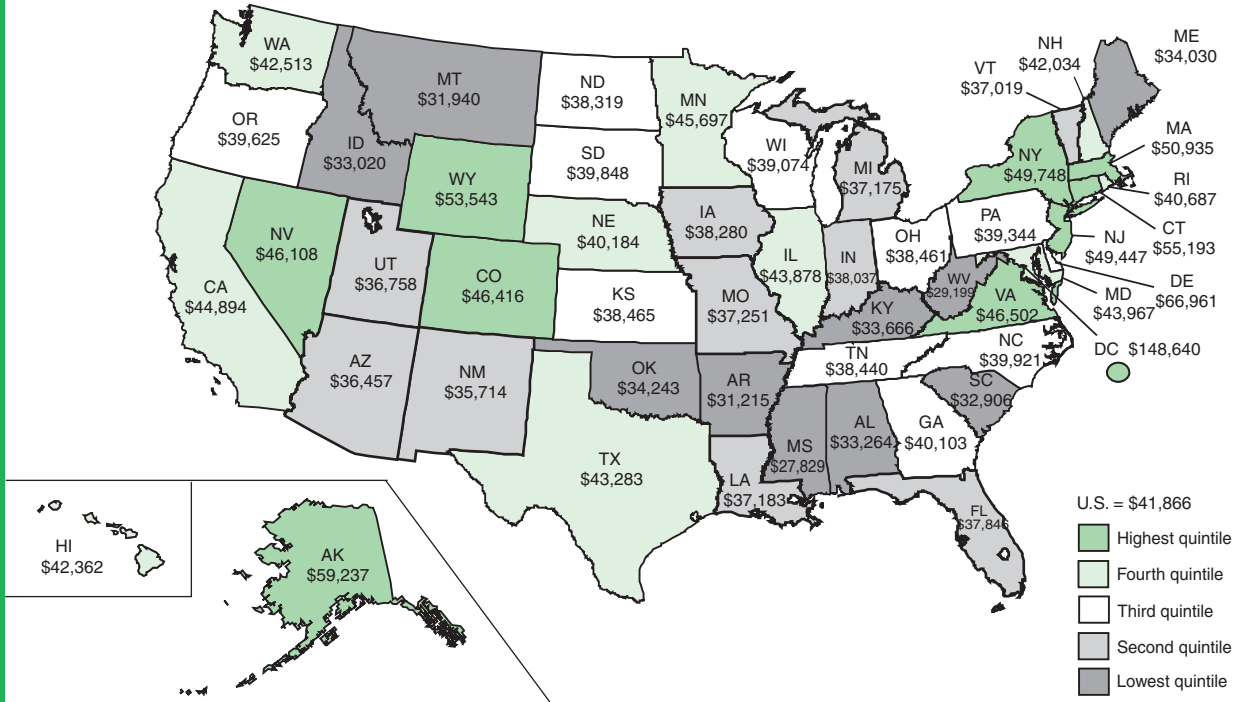 WA
$42,513
MT
$31,940
ND
$38,319
MN
$45,697
NH
$42,034
ME
$34,030
VT
$37,019
OR
$39,625
ID
$33,020
WY
$53,543
SD
$39,848
WI
$39,074
MI
$37,175
NY
$49,748
MA
$50,935
RI
$40,687
CT
$55,193
NJ
$49,447
DE
$66,961
MD
$43,967
DC $148,640
NV
$46,108
UT
$36,758
CO
$46,416
NE
$40,184
IA
$38,280
IL
$43,878
IN
$38,037
OH
$38,461
PA
$39,344
CA
$44,894
KS
$38,465
MO
$37,251
KY
$33,666
WV
$29,199
VA
$46,502
AZ
$36,457
NM
$35,714
OK
$34,243
AR
$31,215
TN
$38,440
NC
$39,921
SC
$32,906
TX
$43,283
LA
$37,183
MS
$27,829
AL
$33,264
GA
$40,103
FL
$37,846
HI
$42,362
AK
$59,237
U.S. = $41,866
Highest quintile
Fourth quintile
Third quintile
Second quintile
Lowest quintile